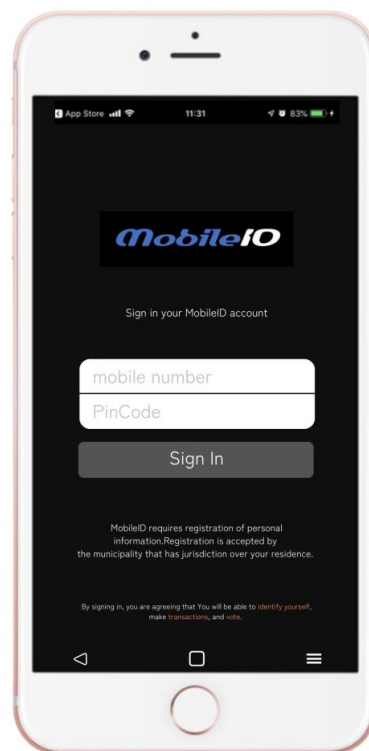 App Store
11:31
83%
MobileIO
Sign in your MobileID account
mobile number
PinCode
Sign In
MobileID requires registration of personal
information.Registration is accepted by
the municipality that has jurisdiction over your residence.
By signing in, you are agreeing that You will be able to identify yourself,
make transactions, and vote.